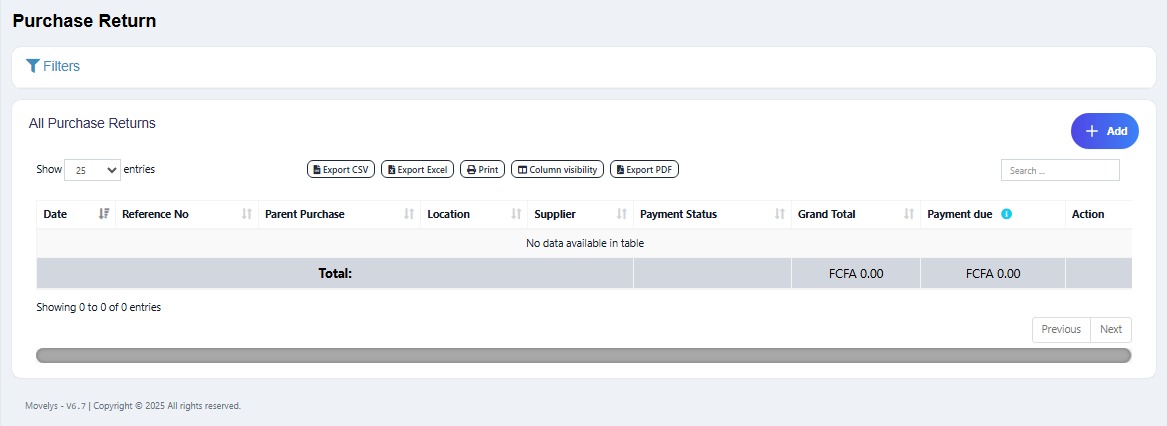 Purchase Return
Filters
All Purchase Returns
+ Add
Show 25 entries
Export CSV Export Excel Print Column visibility Export PDF
Search ...
Date Reference No Parent Purchase Location Supplier Payment Status Grand Total Payment due Action
No data available in table
Total: FCFA 0.00 FCFA 0.00
Showing 0 to 0 of 0 entries
Previous Next
Movelys - V6.7 | Copyright © 2025 All rights reserved.